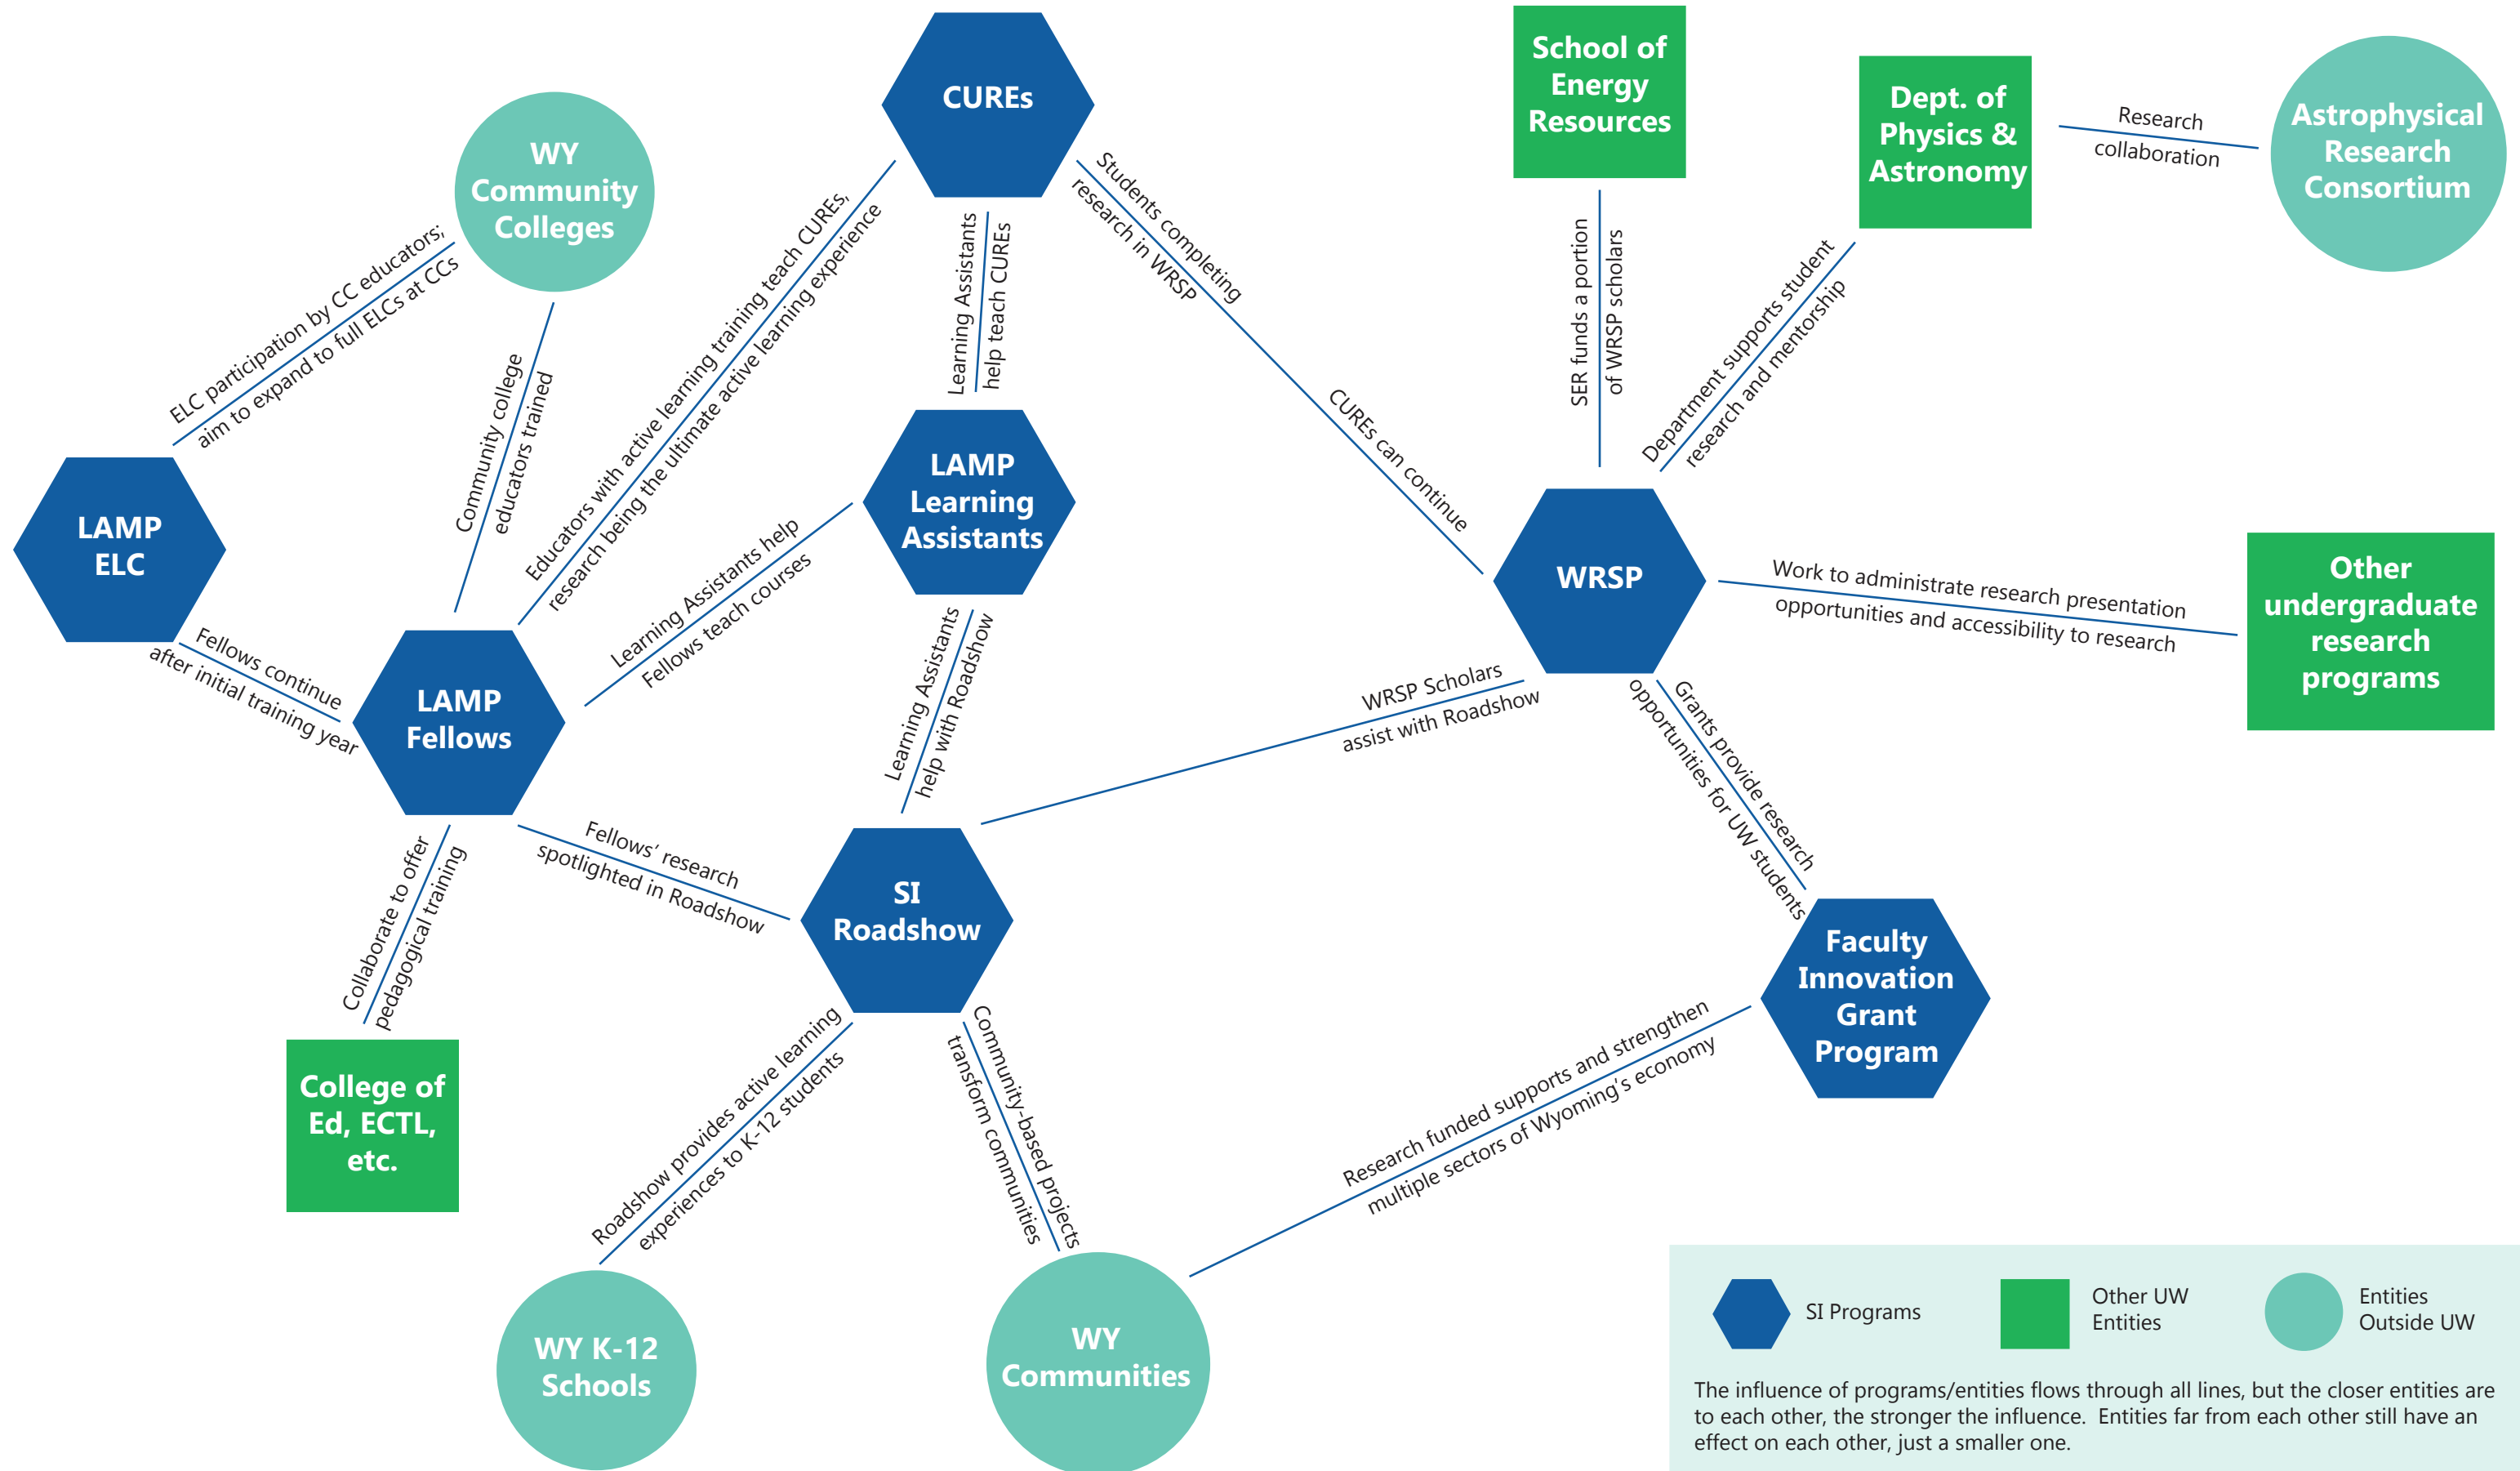 CUREs
School of
Energy
Resources
Dept. of
Physics &
Astronomy
Research
collaboration
Astrophysical
Research
Consortium
WY
Community
Colleges
ELC participation by CC educators;
aim to expand to full ELCs at CCs
Community college
educators trained
Educators with active learning training teach CUREs,
research being the ultimate active learning experience
Learning Assistants
help teach CUREs
Students completing
research in WRSP
CUREs can continue
SER funds a portion
of WRSP scholars
Department supports student
research and mentorship
LAMP
ELC
LAMP
Learning
Assistants
WRSP
Other
undergraduate
research
programs
Work to administrate research presentation
opportunities and accessibility to research
Fellows continue
after initial training year
LAMP
Fellows
Learning Assistants help
Fellows teach courses
Learning Assistants
help with Roadshow
WRSP Scholars
assist with Roadshow
Grants provide research
opportunities for UW students
Collaborate to offer
pedagogical training
Fellows’ research
spotlighted in Roadshow
SI
Roadshow
Faculty
Innovation
Grant
Program
College of
Ed, ECTL,
etc.
Roadshow provides active learning
experiences to K-12 students
Community-based projects
transform communities
Research funded supports and strengthen
multiple sectors of Wyoming's economy
WY K-12
Schools
WY
Communities
SI Programs
Other UW
Entities
Entities
Outside UW
The influence of programs/entities flows through all lines, but the closer entities are
to each other, the stronger the influence.  Entities far from each other still have an
effect on each other, just a smaller one.